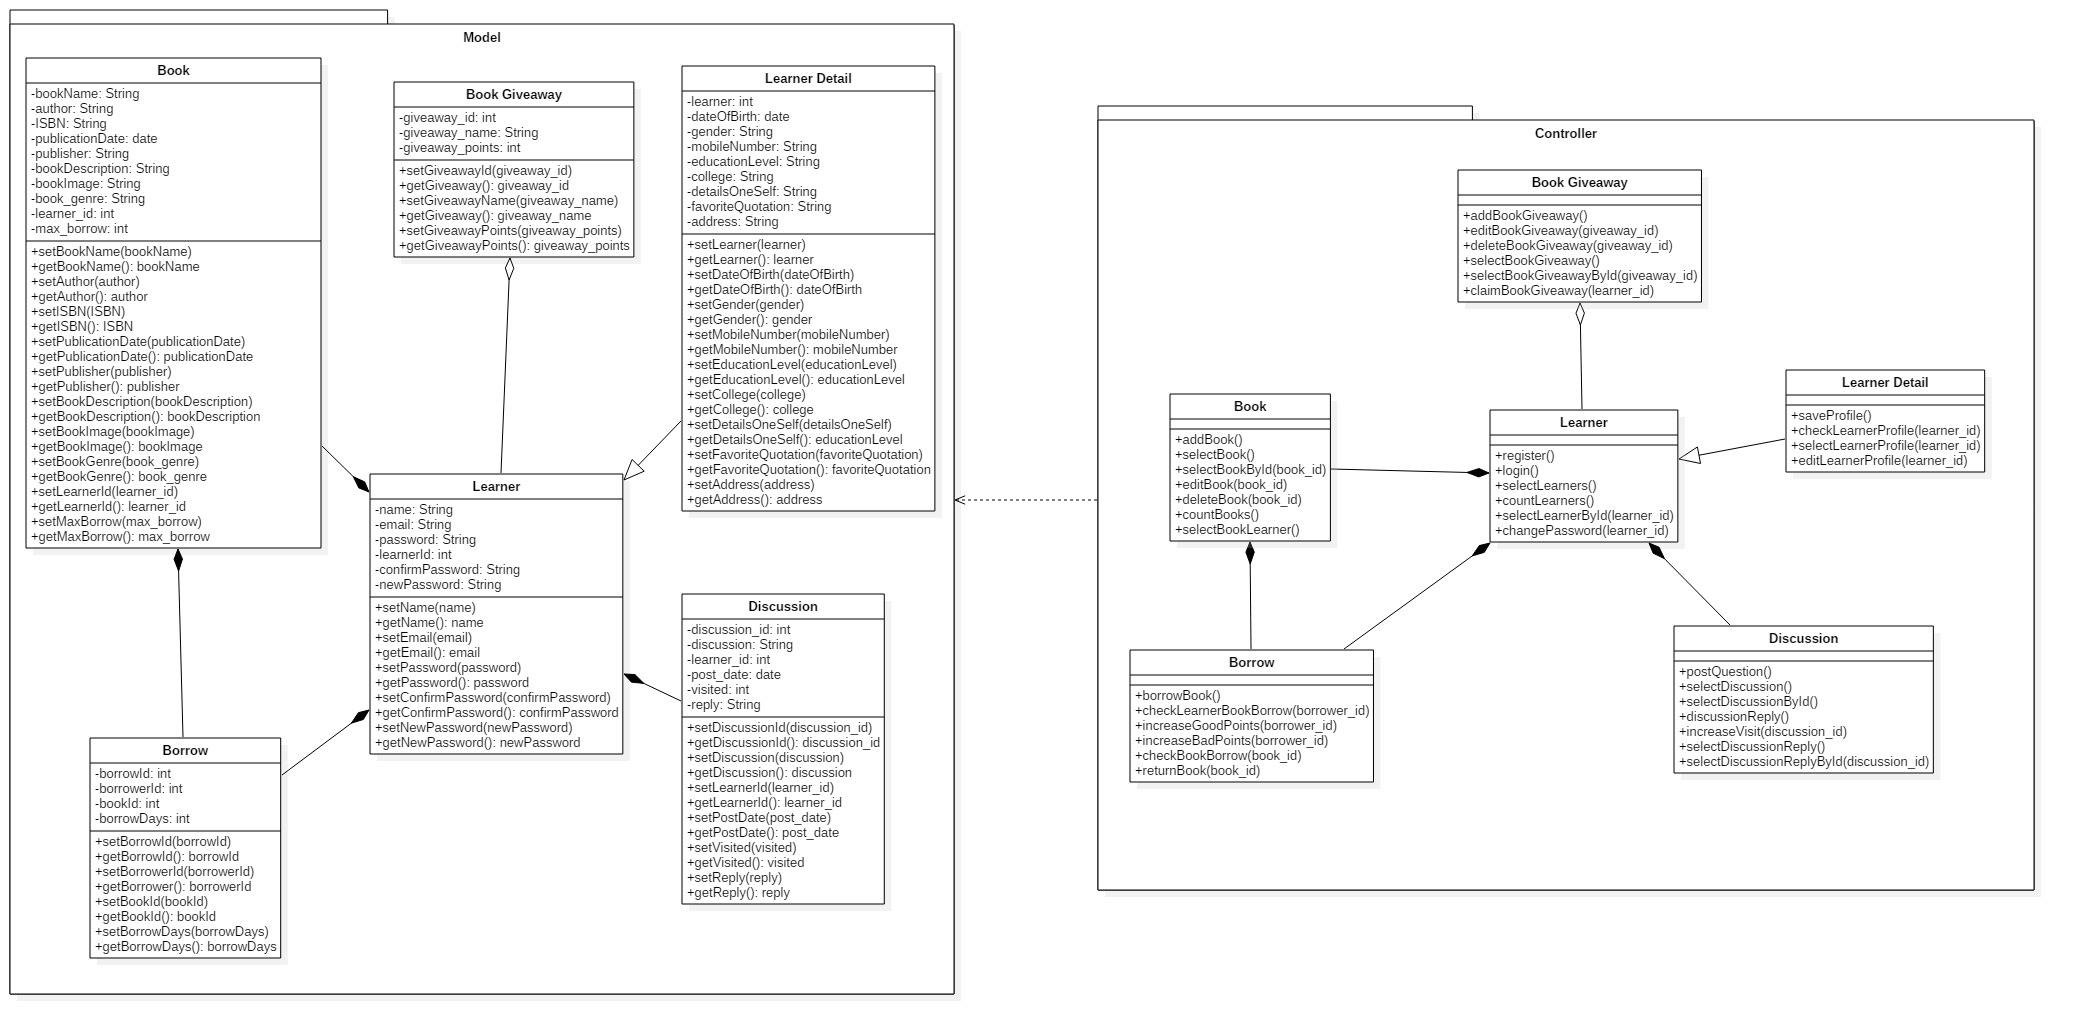 Model
Book
-bookName: String
-author: String
-ISBN: String
-publicationDate: date
-publisher: String
-bookDescription: String
-bookImage: String
-book_genre: String
-learner_id: int
-max_borrow: int
+setBookName(bookName)
+getBookName(): bookName
+setAuthor(author)
+getAuthor(): author
+setISBN(ISBN)
+getISBN(): ISBN
+setPublicationDate(publicationDate)
+getPublicationDate(): publicationDate
+setPublisher(publisher)
+getPublisher(): publisher
+setBookDescription(bookDescription)
+getBookDescription(): bookDescription
+setBookImage(bookImage)
+getBookImage(): bookImage
+setBookGenre(book_genre)
+getBookGenre(): book_genre
+setLearnerId(learner_id)
+getLearnerId(): learner_id
+setMaxBorrow(max_borrow)
+getMaxBorrow(): max_borrow
Book Giveaway
-giveaway_id: int
-giveaway_name: String
-giveaway_points: int
+setGiveawayId(giveaway_id)
+getGiveaway(): giveaway_id
+setGiveawayName(giveaway_name)
+getGiveaway(): giveaway_name
+setGiveawayPoints(giveaway_points)
+getGiveawayPoints(): giveaway_points
Learner Detail
-learner: int
-dateOfBirth: date
-gender: String
-mobileNumber: String
-educationLevel: String
-college: String
-detailsOneSelf: String
-favoriteQuotation: String
-address: String
+setLearner(learner)
+getLearner(): learner
+setDateOfBirth(dateOfBirth)
+getDateOfBirth(): dateOfBirth
+setGender(gender)
+getGender(): gender
+setMobileNumber(mobileNumber)
+getMobileNumber(): mobileNumber
+setEducationLevel(educationLevel)
+getEducationLevel(): educationLevel
+setCollege(college)
+getCollege(): college
+setDetailsOneSelf(detailsOneSelf)
+getDetailsOneSelf(): educationLevel
+setFavoriteQuotation(favoriteQuotation)
+getFavoriteQuotation(): favoriteQuotation
+setAddress(address)
+getAddress(): address
Learner
-name: String
-email: String
-password: String
-learnerId: int
-confirmPassword: String
-newPassword: String
+setName(name)
+getName(): name
+setEmail(email)
+getEmail(): email
+setPassword(password)
+getPassword(): password
+setConfirmPassword(confirmPassword)
+getConfirmPassword(): confirmPassword
+setNewPassword(newPassword)
+getNewPassword(): newPassword
Discussion
-discussion_id: int
-discussion: String
-learner_id: int
-post_date: date
-visited: int
-reply: String
+setDiscussionId(discussion_id)
+getDiscussionId(): discussion_id
+setDiscussion(discussion)
+getDiscussion(): discussion
+setLearnerId(learner_id)
+getLearnerId(): learner_id
+setPostDate(post_date)
+getPostDate(): post_date
+setVisited(visited)
+getVisited(): visited
+setReply(reply)
+getReply(): reply
Borrow
-borrowId: int
-borrowerId: int
-bookId: int
-borrowDays: int
+setBorrowId(borrowId)
+getBorrowId(): borrowId
+setBorrowerId(borrowerId)
+getBorrower(): borrowerId
+setBookId(bookId)
+getBookId(): bookId
+setBorrowDays(borrowDays)
+getBorrowDays(): borrowDays
Controller
Book Giveaway
+addBookGiveaway()
+editBookGiveaway(giveaway_id)
+deleteBookGiveaway(giveaway_id)
+selectBookGiveaway()
+selectBookGiveawayById(giveaway_id)
+claimBookGiveaway(learner_id)
Learner Detail
+saveProfile()
+checkLearnerProfile(learner_id)
+selectLearnerProfile(learner_id)
+editLearnerProfile(learner_id)
Book
+addBook()
+selectBook()
+selectBookById(book_id)
+editBook(book_id)
+deleteBook(book_id)
+countBooks()
+selectBookLearner()
Learner
+register()
+login()
+selectLearners()
+countLearners()
+selectLearnerById(learner_id)
+changePassword(learner_id)
Borrow
+borrowBook()
+checkLearnerBookBorrow(borrower_id)
+increaseGoodPoints(borrower_id)
+increaseBadPoints(borrower_id)
+checkBookBorrow(book_id)
+returnBook(book_id)
Discussion
+postQuestion()
+selectDiscussion()
+selectDiscussionById()
+discussionReply()
+increaseVisit(discussion_id)
+selectDiscussionReply()
+selectDiscussionReplyById(discussion_id)